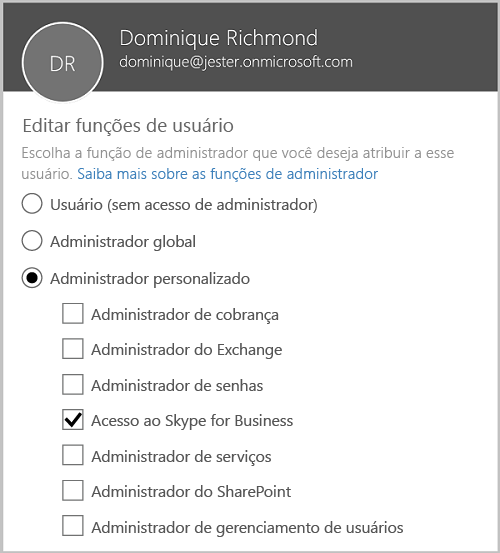 DR
Dominique Richmond
dominique@jester.onmicrosoft.com
Editar funções de usuário
Escolha a função de administrador que você deseja atribuir a esse
usuário. Saiba mais sobre as funções de administrador
Usuário (sem acesso de administrador)
Administrador global
Administrador personalizado
Administrador de cobrança
Administrador do Exchange
Administrador de senhas
Acesso ao Skype for Business
Administrador de serviços
Administrador do SharePoint
Administrador de gerenciamento de usuários